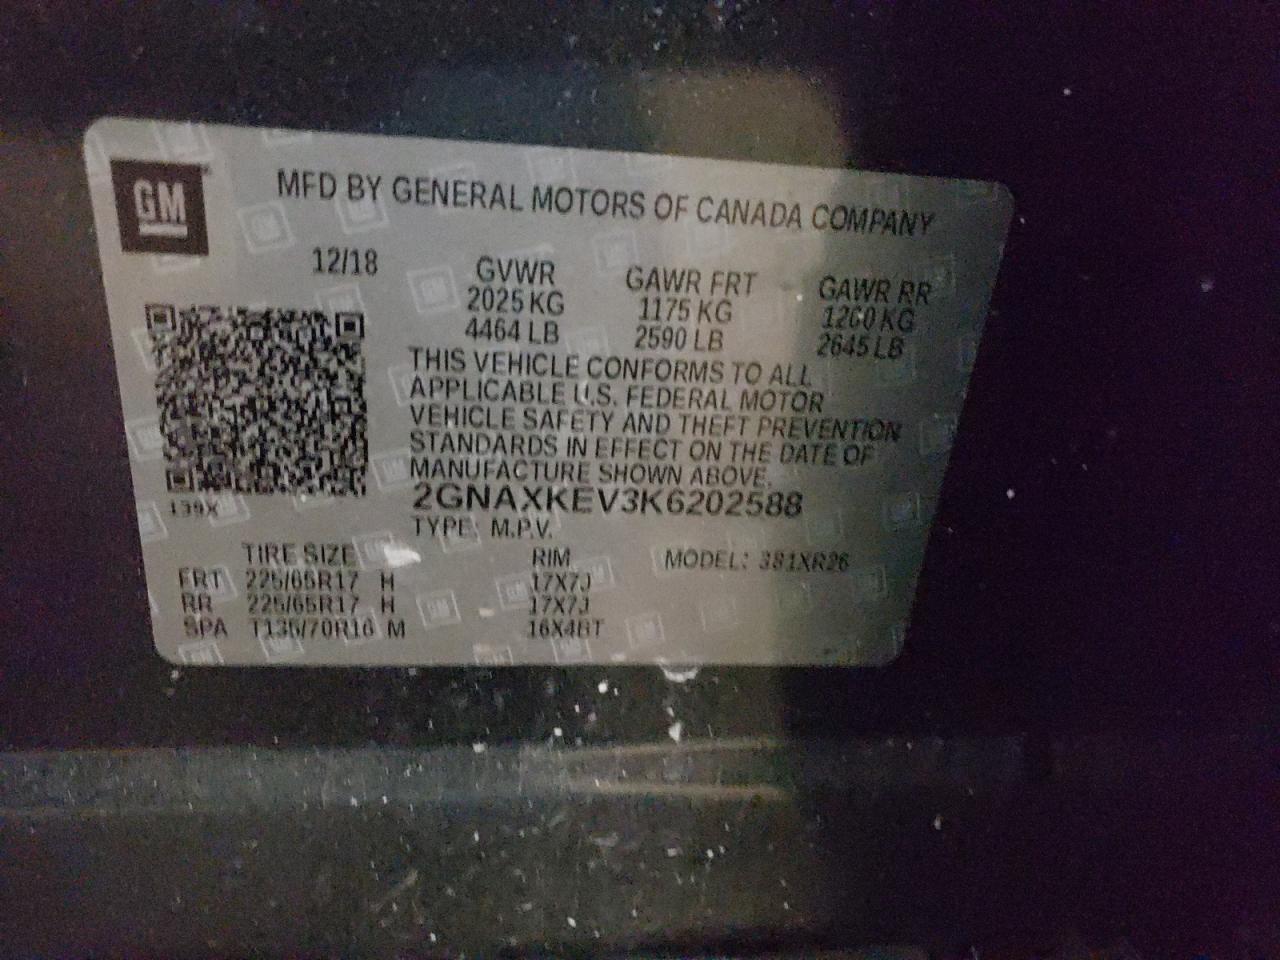 GM
MFD BY GENERAL MOTORS OF CANADA COMPANY
12/18 GVWR GAWR FRT GAWR RR
2025 KG 1175 KG 1200 KG
4464 LB 2590 LB 2645 LB
THIS VEHICLE CONFORMS TO ALL
APPLICABLE U.S. FEDERAL MOTOR
VEHICLE SAFETY AND THEFT PREVENTION
STANDARDS IN EFFECT ON THE DATE OF
MANUFACTURE SHOWN ABOVE.
139X
2GNAXKEV3K6202588
TYPE: M.P.V.
TIRE SIZE RIM MODEL: 381XR26
FRT 225/65R17 H 17X7J
RR 225/65R17 H 17X7J
SPA T135/70R16 M 16X4BT